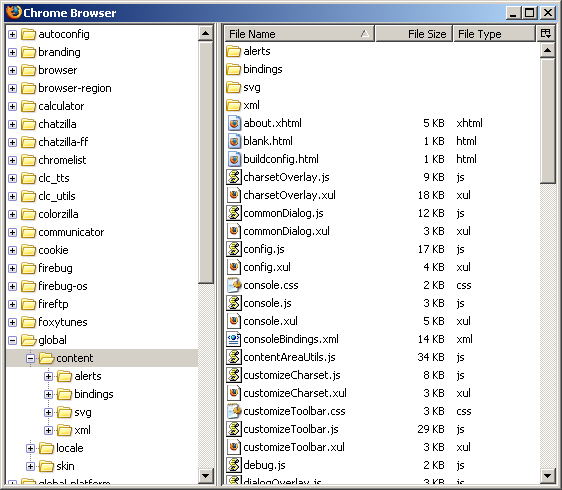 Chrome Browser
autoconfig
branding
browser
browser-region
calculator
chatzilla
chatzilla-ff
chromelist
clc_tts
clc_utils
colorzilla
communicator
cookie
firebug
firebug-os
fireftp
foxytunes
global
content
alerts
bindings
svg
xml
locale
skin
global-platform
File Name File Size File Type
alerts
bindings
svg
xml
about.xhtml 5 KB xhtml
blank.html 1 KB html
buildconfig.html 1 KB html
charsetOverlay.js 9 KB js
charsetOverlay.xul 18 KB xul
commonDialog.js 12 KB js
commonDialog.xul 3 KB xul
config.js 17 KB js
config.xul 4 KB xul
console.css 2 KB css
console.js 3 KB js
console.xul 5 KB xul
consoleBindings.xml 14 KB xml
contentAreaUtils.js 34 KB js
customizeCharset.js 8 KB js
customizeCharset.xul 3 KB xul
customizeToolbar.css 3 KB css
customizeToolbar.js 29 KB js
customizeToolbar.xul 3 KB xul
debug.js 2 KB js
dialogOverlay.js 3 KB js